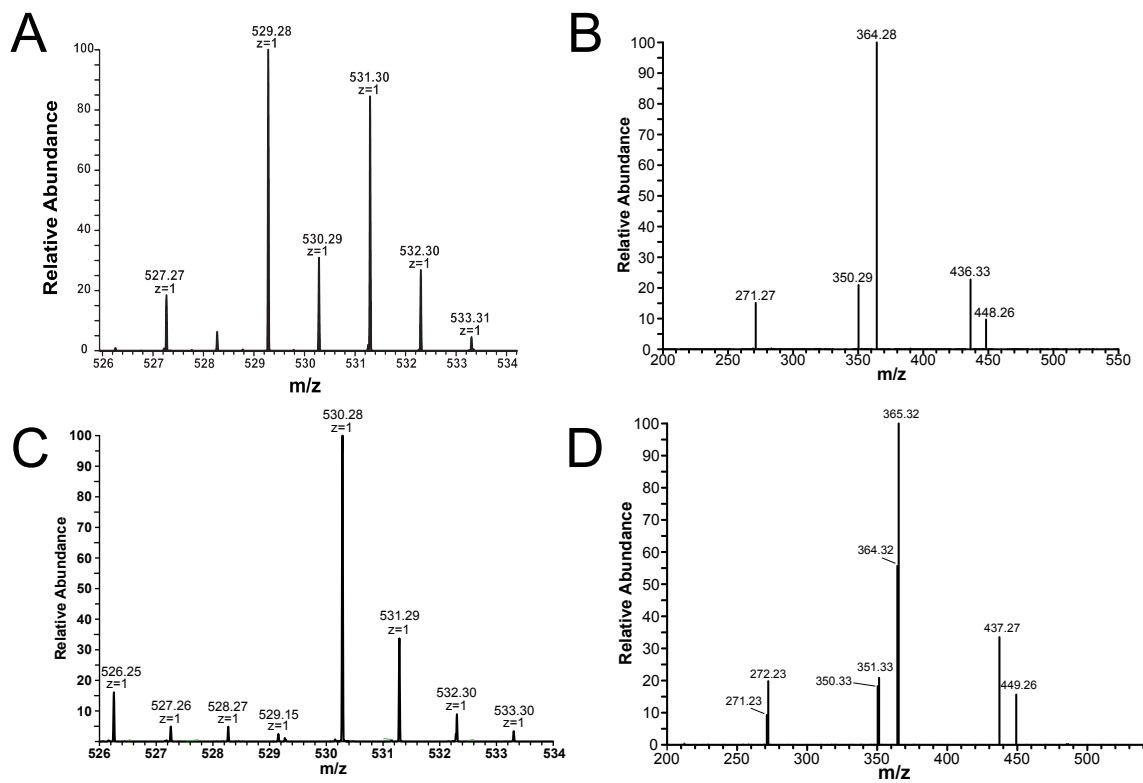 A
Relative Abundance
100
80
60
40
20
0
529.28
z=1
531.30
z=1
530.29
z=1
532.30
z=1
527.27
z=1
533.31
z=1
526 527 528 529 530 531 532 533 534
m/z
B
Relative Abundance
100
90
80
70
60
50
40
30
20
10
0
364.28
350.29
271.27
436.33
448.26
200 250 300 350 400 450 500 550
m/z
C
Relative Abundance
100
90
80
70
60
50
40
30
20
10
530.28
z=1
531.29
z=1
526.25
z=1
527.26
z=1
528.27
z=1
529.15
z=1
532.30
z=1
533.30
z=1
526 527 528 529 530 531 532 533 534
m/z
D
Relative Abundance
100
90
80
70
60
50
40
30
20
10
0
365.32
364.32
437.27
351.33
350.33
272.23
271.23
449.26
200 250 300 350 400 450 500
m/z